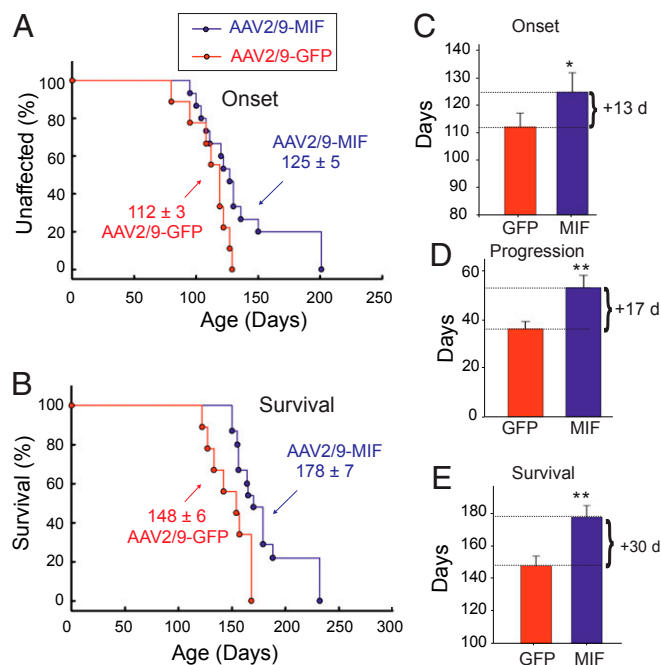 A
AAV2/9-MIF
AAV2/9-GFP
Onset
Unaffected (%)
100
80
60
40
20
0
AAV2/9-MIF
125 ± 5
112 ± 3
AAV2/9-GFP
0
50
100
150
200
250
Age (Days)
B
Survival
Survival (%)
100
80
60
40
20
0
AAV2/9-MIF
178 ± 7
148 ± 6
AAV2/9-GFP
0
50
100
150
200
250
300
Age (Days)
C
Onset
Days
140
130
120
110
100
90
80
*
+13 d
GFP
MIF
D
Progression
Days
60
40
20
0
**
+17 d
GFP
MIF
E
Survival
Days
180
160
140
120
100
**
+30 d
GFP
MIF